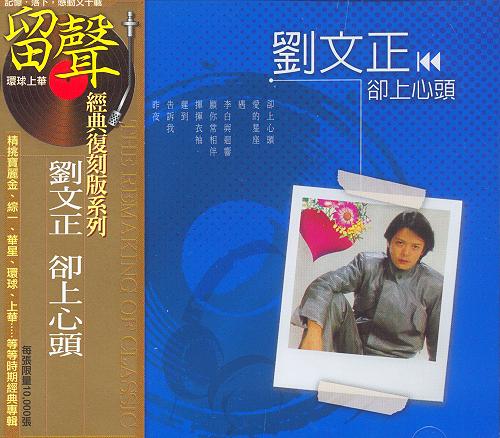 記憶，落下，感動又十載
留聲
環球上華
經典復刻版系列
THE REMAKING OF CLASSIC
劉文正 卻上心頭
精挑寶麗金、綜一、華星、環球、上華....等等時期經典專輯
每張限量10,000張
劉文正
卻上心頭
卻上心頭
愛的星座
遇
李白與迴響
願你常相伴
揮揮衣袖
遲到
告訴我
昨夜